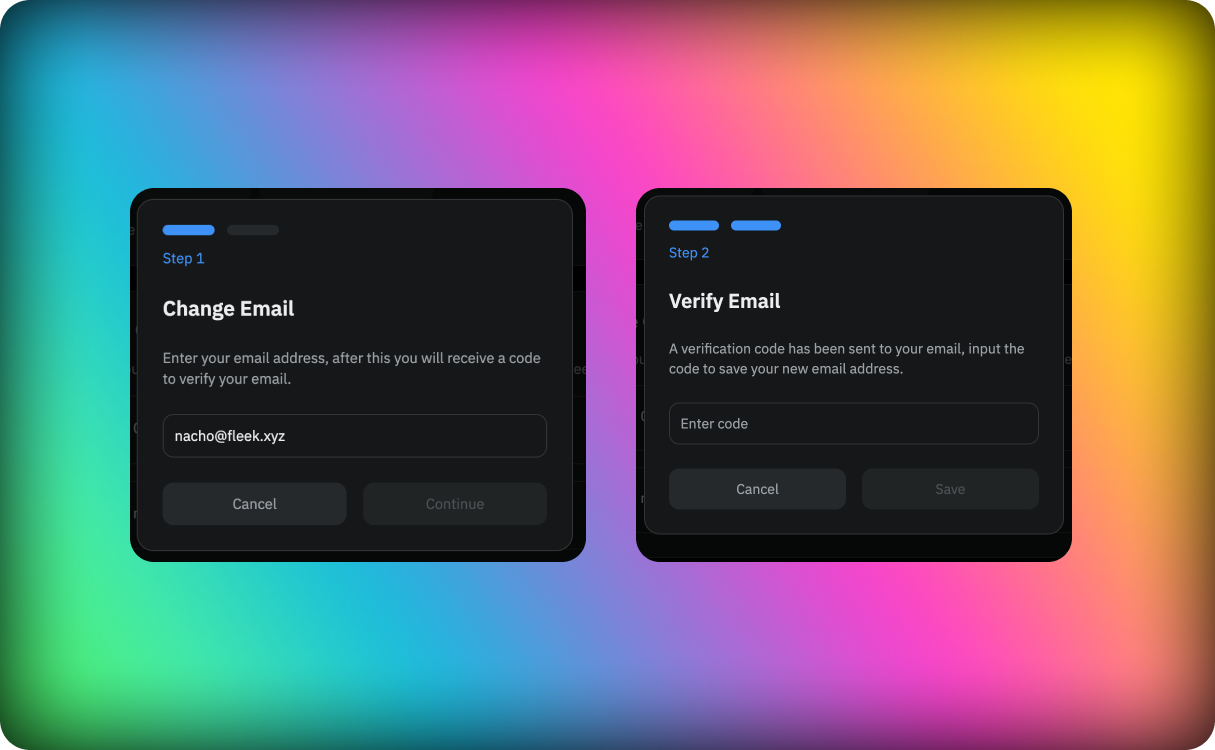 Step 1
Change Email
Enter your email address, after this you will receive a code
to verify your email.
nacho@fleek.xyz
Cancel
Continue
Step 2
Verify Email
A verification code has been sent to your email, input the
code to save your new email address.
Enter code
Cancel
Save